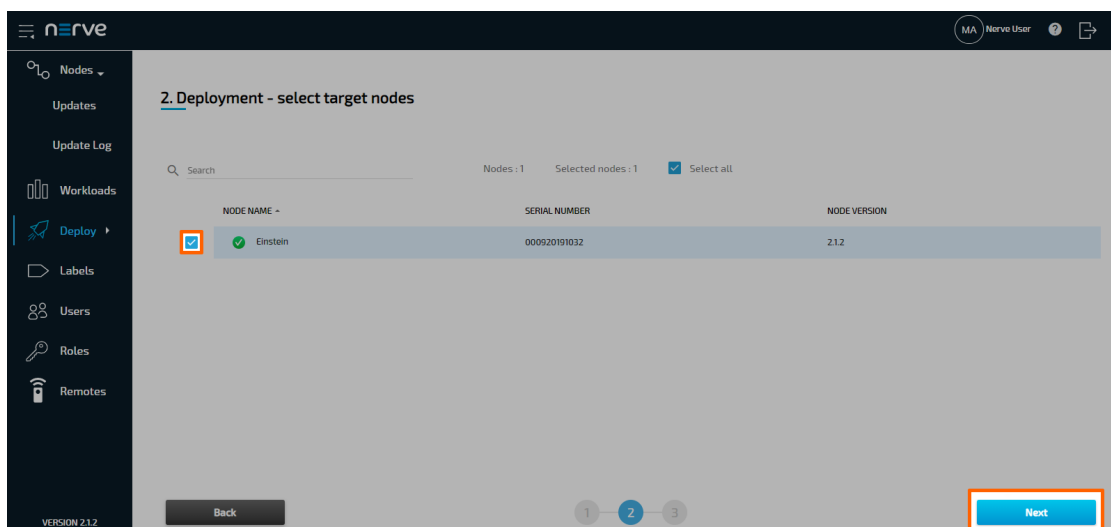 nerve
MA Nerve User ?
Nodes
Updates
Update Log
Workloads
Deploy
Labels
Users
Roles
Remotes
VERSION 2.1.2
2. Deployment - select target nodes
Search
Nodes : 1 Selected nodes : 1 Select all
NODE NAME SERIAL NUMBER NODE VERSION
Einstein 000920191032 2.1.2
Back 1 2 3 Next